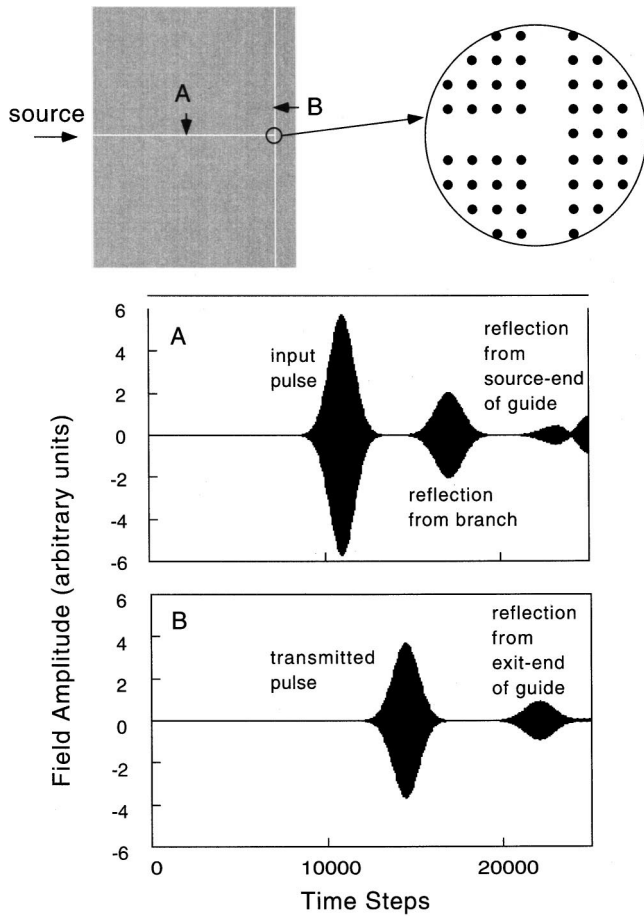 A
source
B
6
4
2
0
-2
-4
-6
A
input
pulse
reflection
from
source-end
of guide
reflection
from branch
Field Amplitude (arbitrary units)
6
4
2
0
-2
-4
-6
B
transmitted
pulse
reflection
from
exit-end
of guide
0
10000
20000
Time Steps